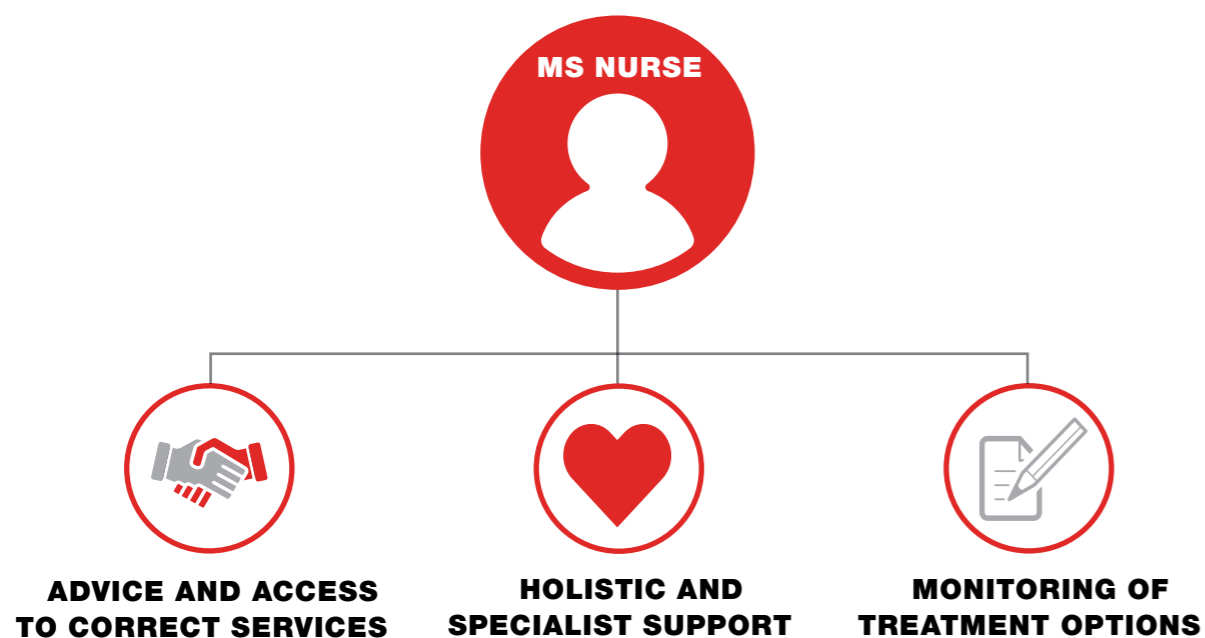 MS NURSE
ADVICE AND ACCESS
TO CORRECT SERVICES
HOLISTIC AND
SPECIALIST SUPPORT
MONITORING OF
TREATMENT OPTIONS